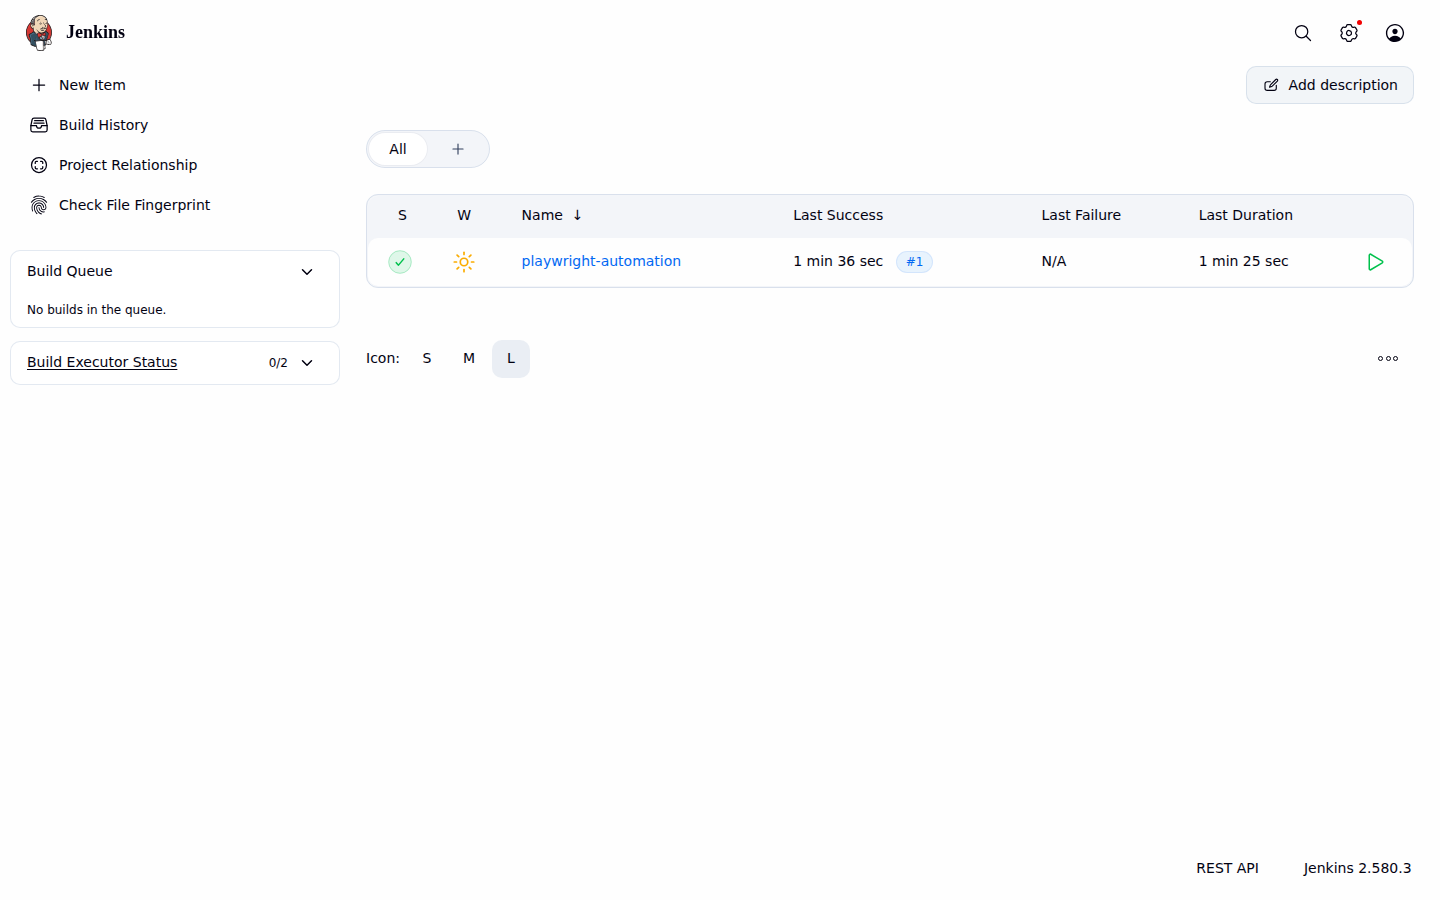 Jenkins
New Item
Build History
Project Relationship
Check File Fingerprint
Build Queue
No builds in the queue.
Build Executor Status 0/2
Add description
All
S W Name ↓ Last Success Last Failure Last Duration
playwright-automation 1 min 36 sec #1 N/A 1 min 25 sec
Icon: S M L
REST API Jenkins 2.580.3